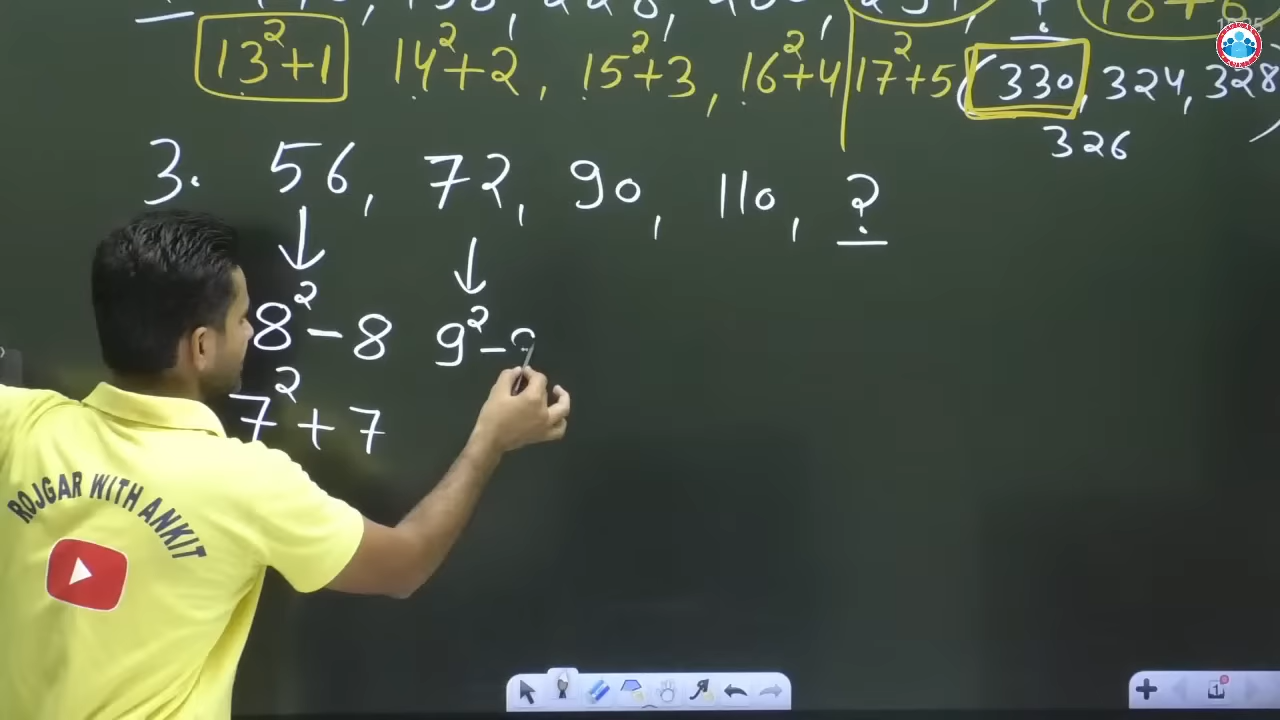 13²+1 14²+2, 15²+3, 16²+4 17²+5 (330, 324, 328
326
3. 56, 72, 90, 110, ?
8²-8 9²-
7²+7
ROJGAR WITH ANKIT
1